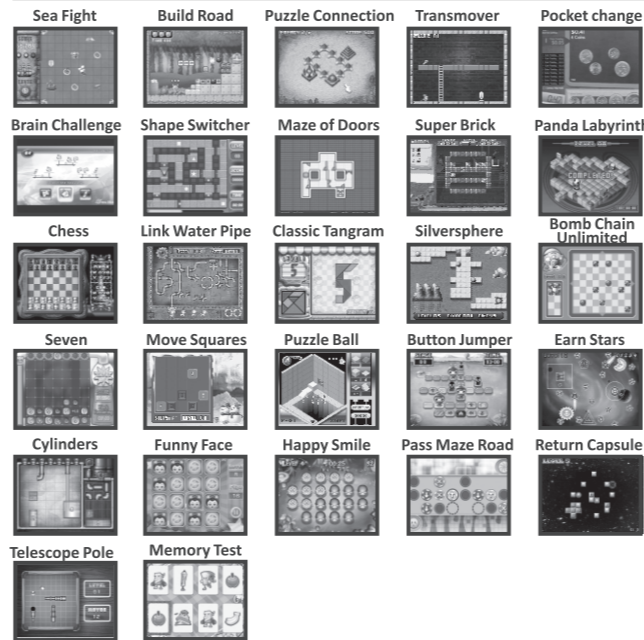 Sea Fight Build Road Puzzle Connection Transmover Pocket change
Brain Challenge Shape Switcher Maze of Doors Super Brick Panda Labyrinth
COMPLETED
Chess Link Water Pipe Classic Tangram Silversphere Bomb Chain
Unlimited
Seven Move Squares Puzzle Ball Button Jumper Earn Stars
Cylinders Funny Face Happy Smile Pass Maze Road Return Capsule
Telescope Pole Memory Test
LEVEL